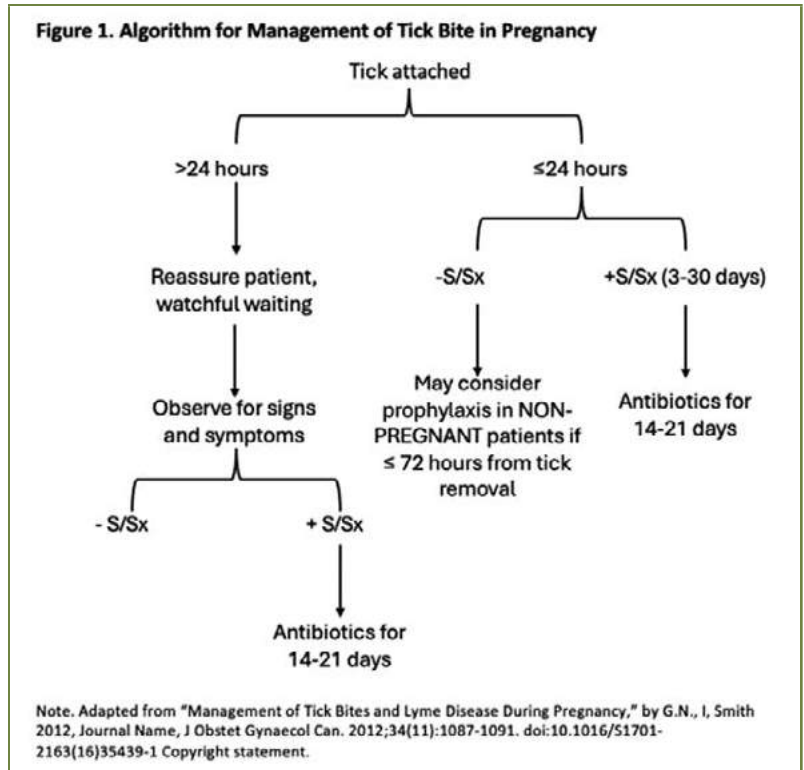 Figure 1. Algorithm for Management of Tick Bite in Pregnancy
Tick attached
>24 hours
≤24 hours
Reassure patient,
watchful waiting
-S/Sx
+S/Sx (3-30 days)
Observe for signs
and symptoms
May consider
prophylaxis in NON-
PREGNANT patients if
≤ 72 hours from tick
removal
Antibiotics for
14-21 days
- S/Sx
+ S/Sx
Antibiotics for
14-21 days
Note. Adapted from "Management of Tick Bites and Lyme Disease During Pregnancy," by G.N., I, Smith
2012, Journal Name, J Obstet Gynaecol Can. 2012;34(11):1087-1091. doi:10.1016/S1701-
2163(16)35439-1 Copyright statement.